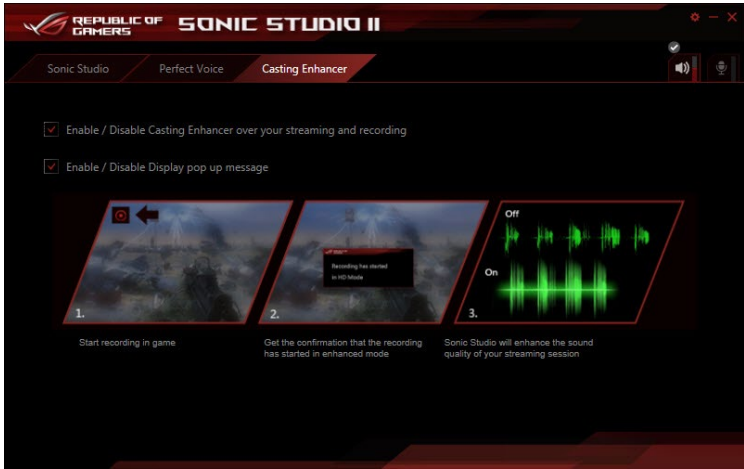 REPUBLIC OF
GAMERS
SONIC STUDIO II
Sonic Studio
Perfect Voice
Casting Enhancer
Enable / Disable Casting Enhancer over your streaming and recording
Enable / Disable Display pop up message
1.
Recording has started
in HD Mode
2.
Off
On
3.
Start recording in game
Get the confirmation that the recording
has started in enhanced mode
Sonic Studio will enhance the sound
quality of your streaming session